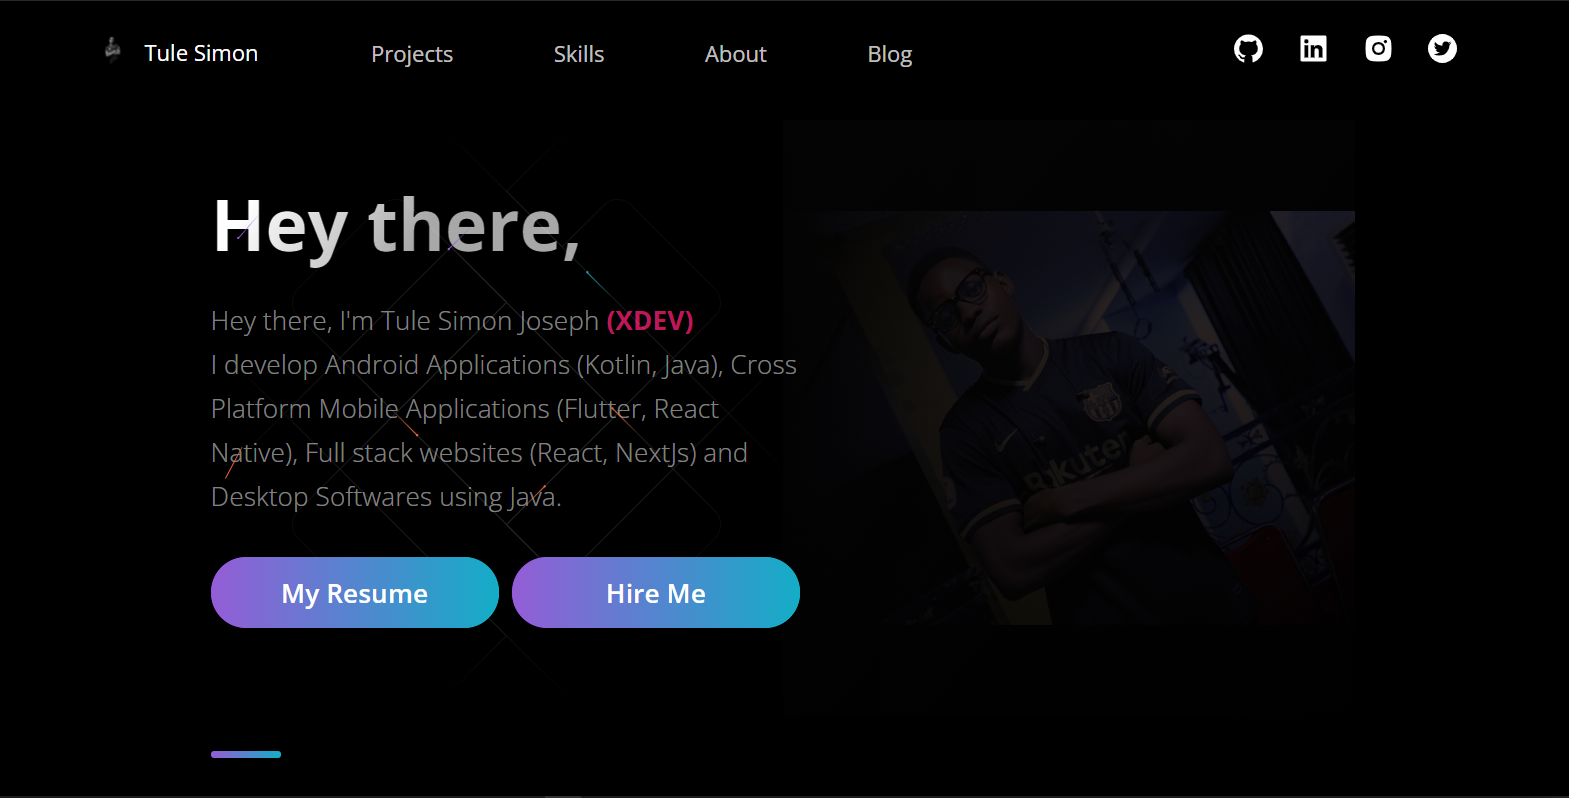 Tule Simon
Projects
Skills
About
Blog
Hey there,
Hey there, I'm Tule Simon Joseph (XDEV)
I develop Android Applications (Kotlin, Java), Cross
Platform Mobile Applications (Flutter, React
Native), Full stack websites (React, NextJs) and
Desktop Softwares using Java.
My Resume
Hire Me
Rakuten